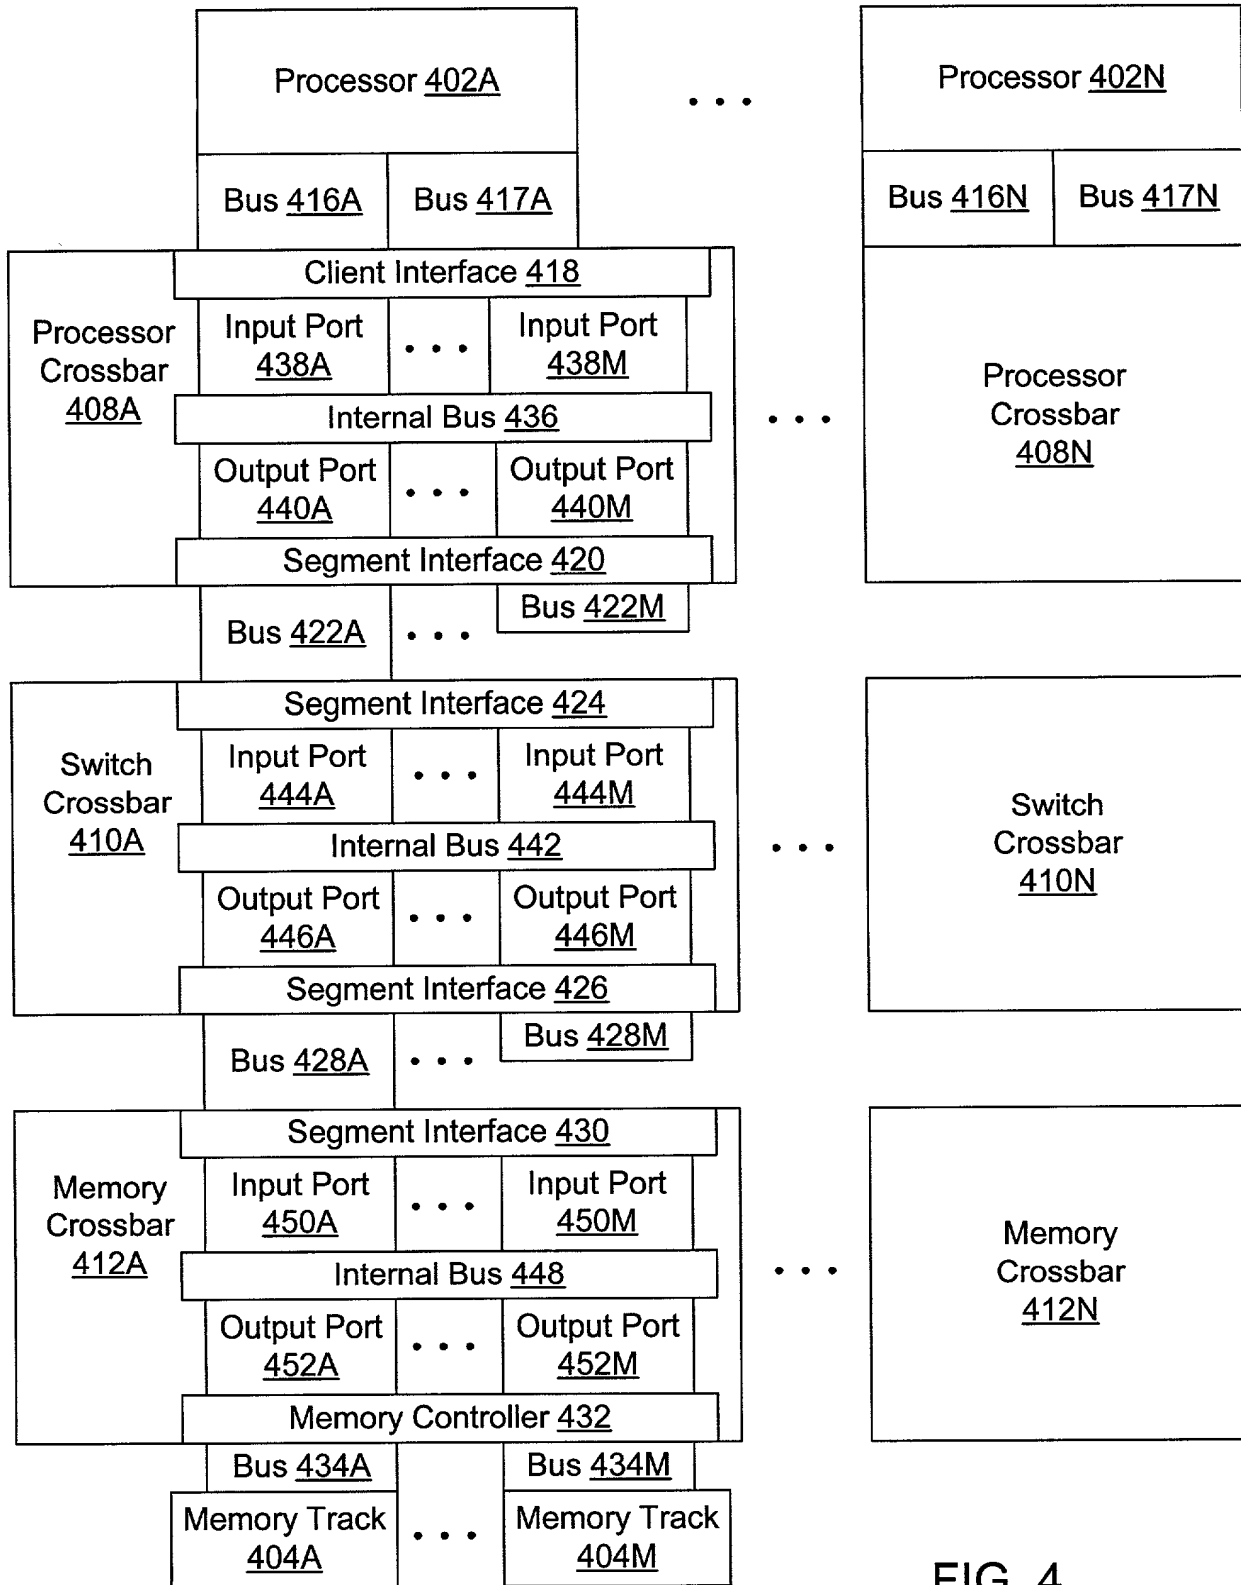 Processor 402A
Processor 402N
Bus 416A
Bus 417A
Bus 416N
Bus 417N
Client Interface 418
Processor
Crossbar
408A
Input Port
438A
Input Port
438M
Internal Bus 436
Output Port
440A
Output Port
440M
Segment Interface 420
Processor
Crossbar
408N
Bus 422A
Bus 422M
Segment Interface 424
Switch
Crossbar
410A
Input Port
444A
Input Port
444M
Internal Bus 442
Output Port
446A
Output Port
446M
Segment Interface 426
Switch
Crossbar
410N
Bus 428A
Bus 428M
Segment Interface 430
Memory
Crossbar
412A
Input Port
450A
Input Port
450M
Internal Bus 448
Output Port
452A
Output Port
452M
Memory Controller 432
Memory
Crossbar
412N
Bus 434A
Bus 434M
Memory Track
404A
Memory Track
404M
FIG. 4